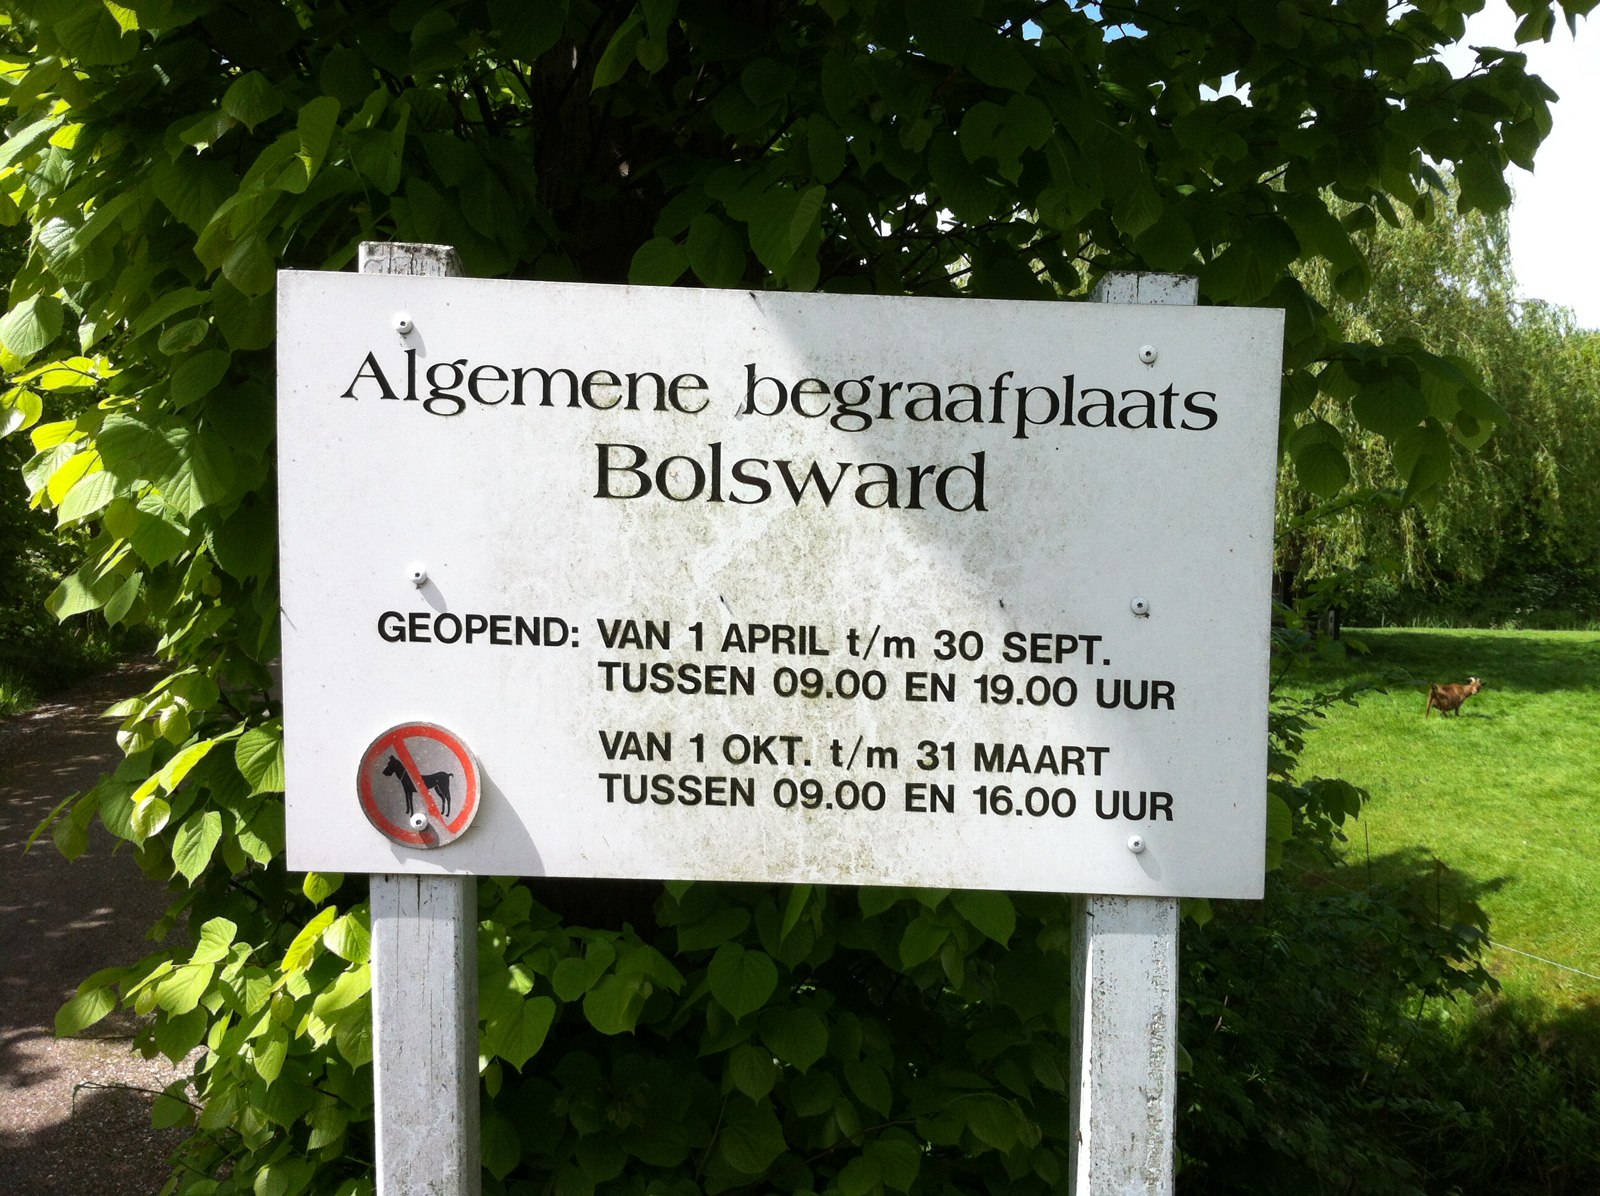 Algemene begraafplaats
Bolsward
GEOPEND: VAN 1 APRIL t/m 30 SEPT.
TUSSEN 09.00 EN 19.00 UUR
VAN 1 OKT. t/m 31 MAART
TUSSEN 09.00 EN 16.00 UUR